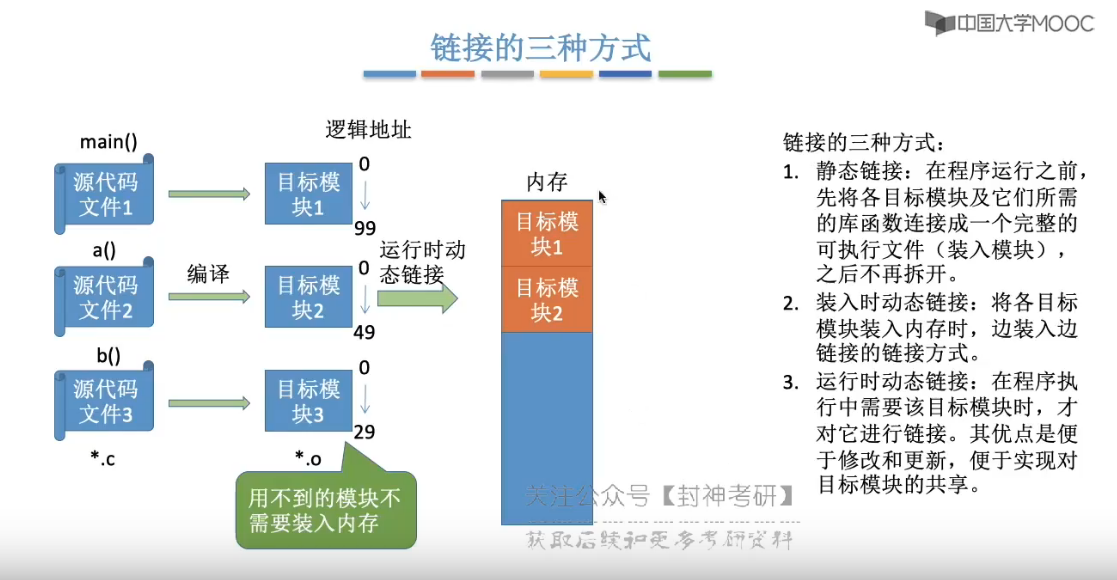 中国大学MOOC
链接的三种方式
main()
逻辑地址
源代码
文件1
目标模
块1
0
99
a()
源代码
文件2
编译
目标模
块2
0
49
运行时动
态链接
b()
源代码
文件3
目标模
块3
0
29
*.c
*.o
用不到的模块不
需要装入内存
内存
目标模
块1
目标模
块2
链接的三种方式:
1. 静态链接:在程序运行之前,
先将各目标模块及它们所需
的库函数连接成一个完整的
可执行文件(装入模块),
之后不再拆开。
2. 装入时动态链接:将各目标
模块装入内存时,边装入边
链接的链接方式。
3. 运行时动态链接:在程序执
行中需要该目标模块时,才
对它进行链接。其优点是便
于修改和更新,便于实现对
目标模块的共享。
关注公众号【封神考研】
获取后续和更多考研资料